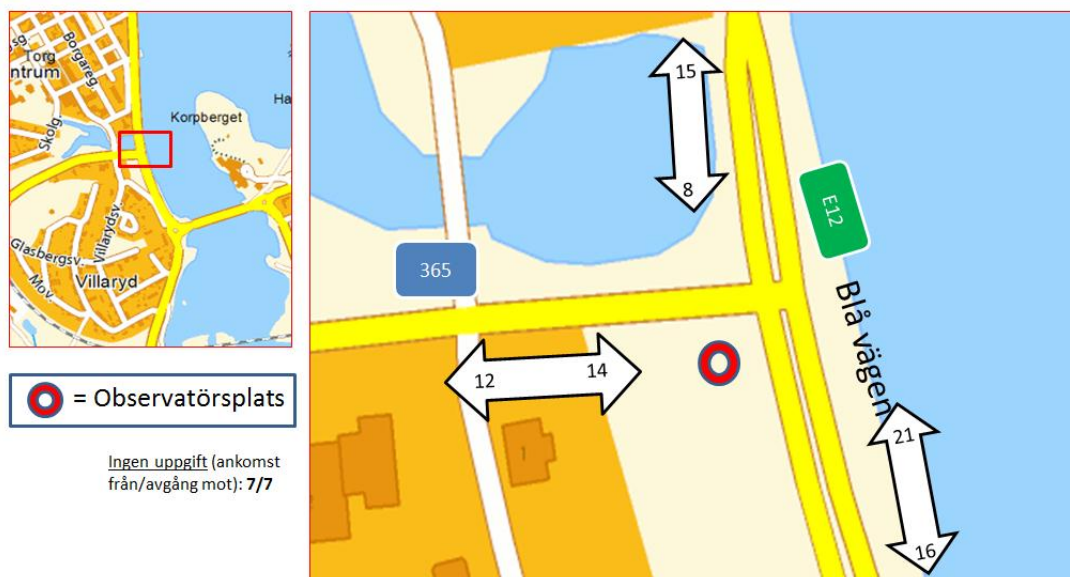 osg.
Borgareg.
Torg
ntrum
Skolg.
Korpberget
Ha
Villarydsv.
Glasbergsv.
Mov.
Villaryd
= Observatörsplats
Ingen uppgift (ankomst
från/avgång mot): 7/7
15
8
E12
365
Blå vägen
12
14
21
16